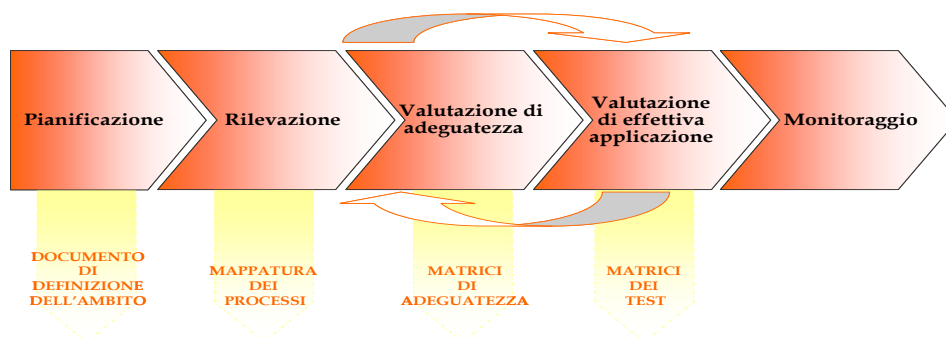 Pianificazione
Rilevazione
Valutazione di
adeguatezza
Valutazione
di effettiva
applicazione
Monitoraggio
DOCUMENTO
DI
DEFINIZIONE
DELL'AMBITO
MAPPATURA
DEI
PROCESSI
MATRICI
DI
ADEGUATEZZA
MATRICI
DEI
TEST